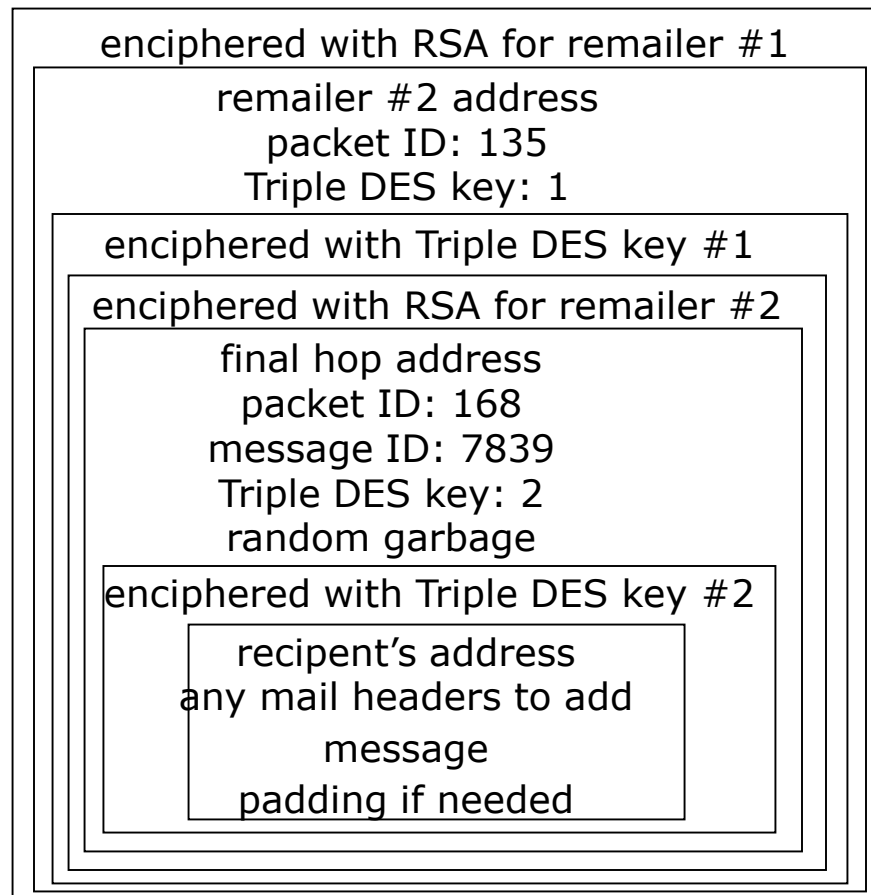 enciphered with RSA for remailer #1
remailer #2 address
packet ID: 135
Triple DES key: 1
enciphered with Triple DES key #1
enciphered with RSA for remailer #2
final hop address
packet ID: 168
message ID: 7839
Triple DES key: 2
random garbage
enciphered with Triple DES key #2
recipent’s address
any mail headers to add
message
padding if needed